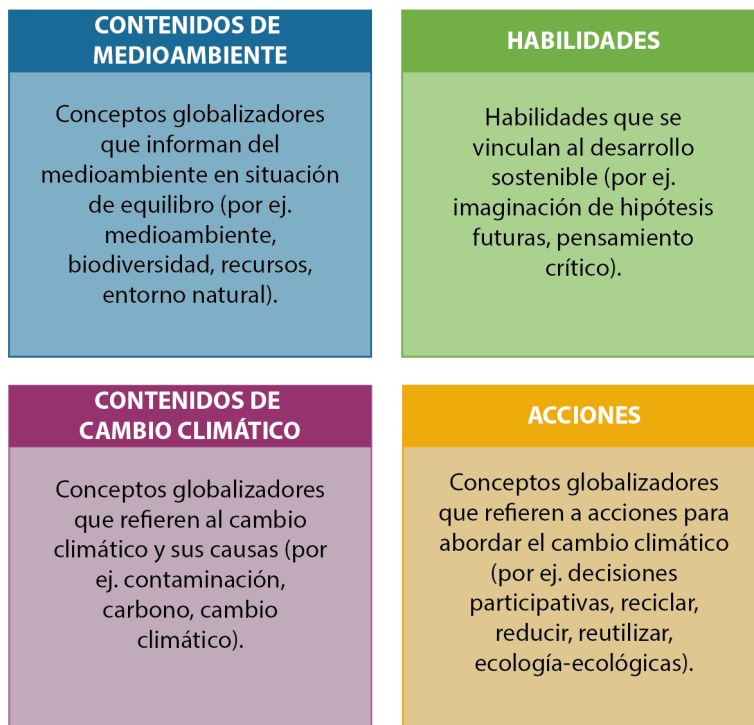 CONTENIDOS DE
MEDIOAMBIENTE
Conceptos globalizadores
que informan del
medioambiente en situación
de equilibro (por ej.
medioambiente,
biodiversidad, recursos,
entorno natural).
HABILIDADES
Habilidades que se
vinculan al desarrollo
sostenible (por ej.
imaginación de hipótesis
futuras, pensamiento
crítico).
CONTENIDOS DE
CAMBIO CLIMÁTICO
Conceptos globalizadores
que refieren al cambio
climático y sus causas (por
ej. contaminación,
carbono, cambio
climático).
ACCIONES
Conceptos globalizadores
que refieren a acciones para
abordar el cambio climático
(por ej. decisiones
participativas, reciclar,
reducir, reutilizar,
ecología-ecológicas).